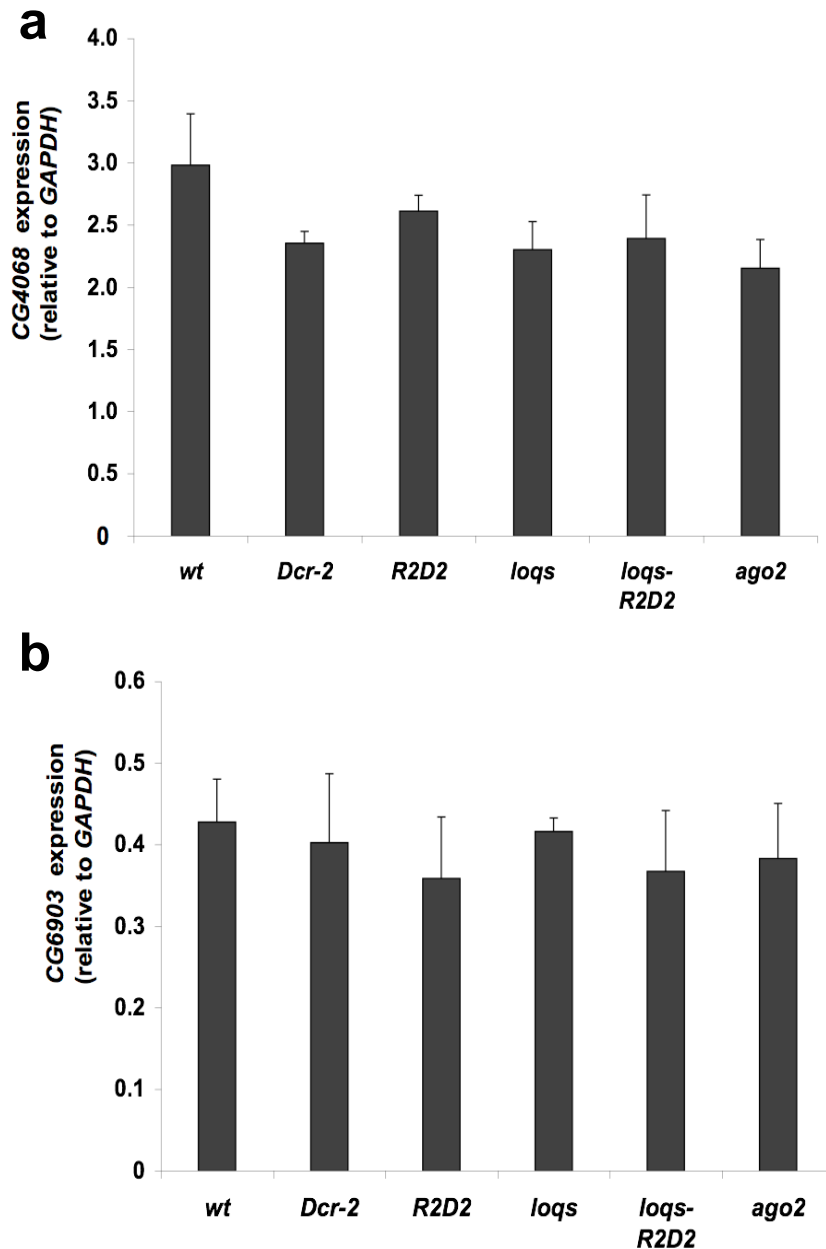 a
CG4068 expression
(relative to GAPDH)
4.0
3.5
3.0
2.5
2.0
1.5
1.0
0.5
0
wt Dcr-2 R2D2 loqs loqs- ago2
R2D2
b
CG6903 expression
(relative to GAPDH)
0.6
0.5
0.4
0.3
0.2
0.1
0
wt Dcr-2 R2D2 loqs loqs- ago2
R2D2